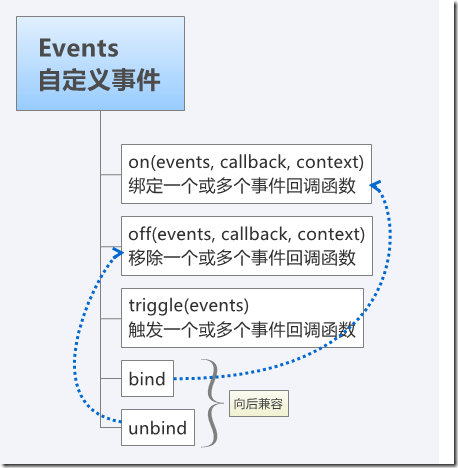 Events
自定义事件
on(events, callback, context)
绑定一个或多个事件回调函数
off(events, callback, context)
移除一个或多个事件回调函数
triggle(events)
触发一个或多个事件回调函数
bind
unbind
向后兼容